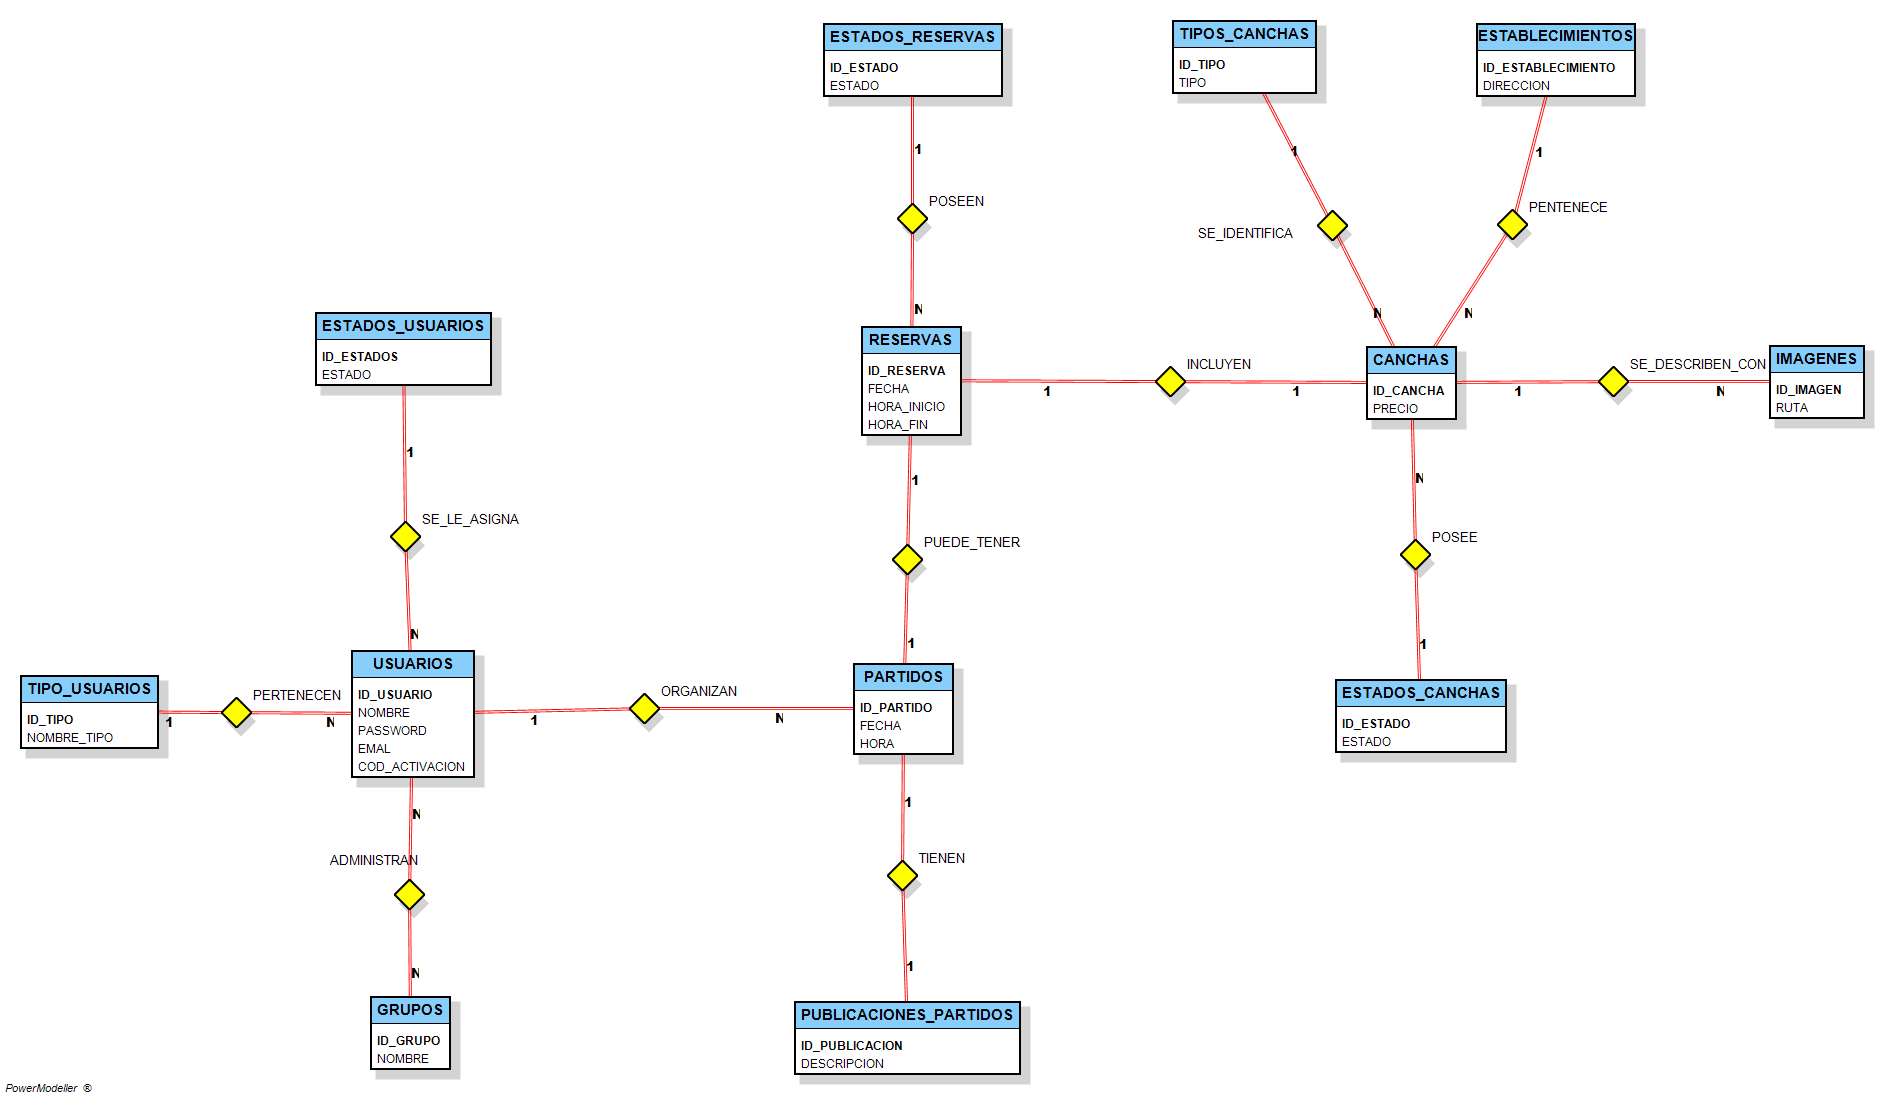 ESTADOS_RESERVAS
ID_ESTADO
ESTADO
TIPOS_CANCHAS
ID_TIPO
TIPO
ESTABLECIMIENTOS
ID_ESTABLECIMIENTO
DIRECCION
1
1
1
POSEEN
SE_IDENTIFICA
PENTENECE
N
N
N
ESTADOS_USUARIOS
ID_ESTADOS
ESTADO
RESERVAS
ID_RESERVA
FECHA
HORA_INICIO
HORA_FIN
1
INCLUYEN
1
CANCHAS
ID_CANCHA
PRECIO
1
SE_DESCRIBEN_CON
N
IMAGENES
ID_IMAGEN
RUTA
1
1
N
SE_LE_ASIGNA
PUEDE_TENER
POSEE
N
1
1
TIPO_USUARIOS
ID_TIPO
NOMBRE_TIPO
1
PERTENECEN
N
USUARIOS
ID_USUARIO
NOMBRE
PASSWORD
EMAL
COD_ACTIVACION
1
ORGANIZAN
N
PARTIDOS
ID_PARTIDO
FECHA
HORA
ESTADOS_CANCHAS
ID_ESTADO
ESTADO
N
1
ADMINISTRAN
TIENEN
N
1
GRUPOS
ID_GRUPO
NOMBRE
PUBLICACIONES_PARTIDOS
ID_PUBLICACION
DESCRIPCION
PowerModeller ®